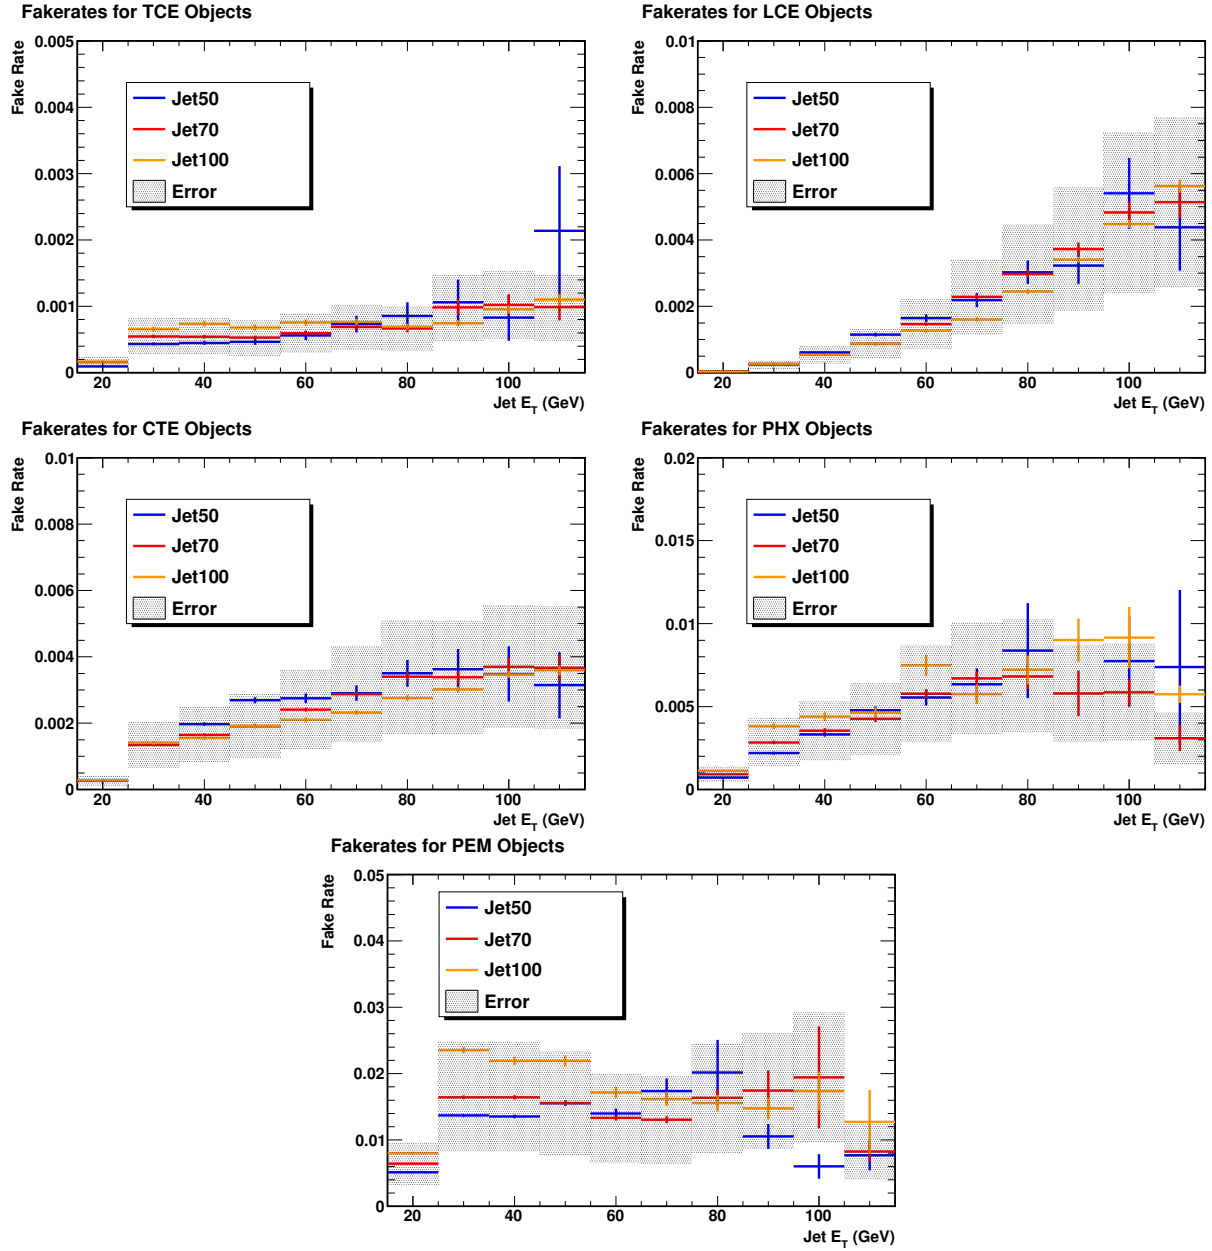 Fakerates for TCE Objects
Fake Rate
0.005
0.004
0.003
0.002
0.001
0
Jet50
Jet70
Jet100
Error
20 40 60 80 100
Jet E_T (GeV)
Fakerates for LCE Objects
Fake Rate
0.01
0.008
0.006
0.004
0.002
0
Jet50
Jet70
Jet100
Error
20 40 60 80 100
Jet E_T (GeV)
Fakerates for CTE Objects
Fake Rate
0.01
0.008
0.006
0.004
0.002
0
Jet50
Jet70
Jet100
Error
20 40 60 80 100
Jet E_T (GeV)
Fakerates for PHX Objects
Fake Rate
0.02
0.015
0.01
0.005
0
Jet50
Jet70
Jet100
Error
20 40 60 80 100
Jet E_T (GeV)
Fakerates for PEM Objects
Fake Rate
0.05
0.04
0.03
0.02
0.01
0
Jet50
Jet70
Jet100
Error
20 40 60 80 100
Jet E_T (GeV)